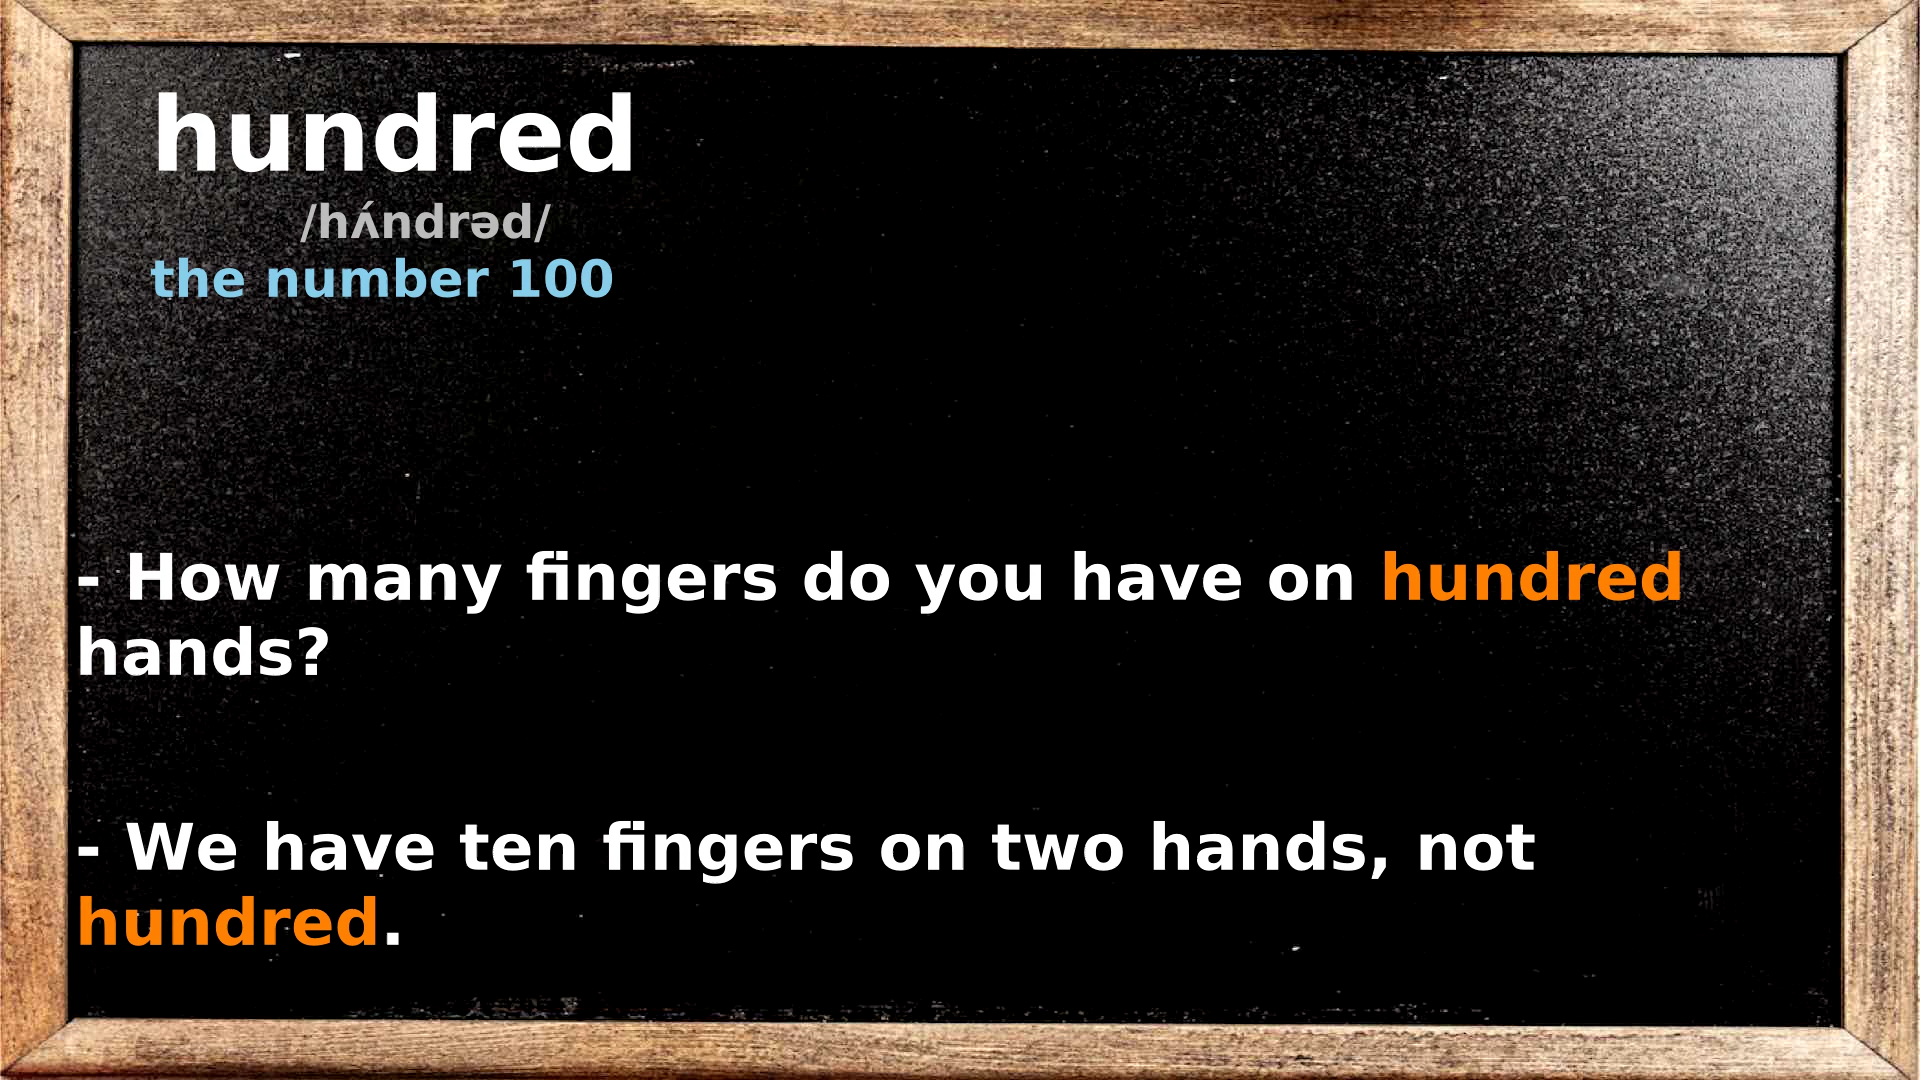 hundred
/hʌ́ndrəd/
the number 100
- How many fingers do you have on hundred
hands?
- We have ten fingers on two hands, not
hundred.